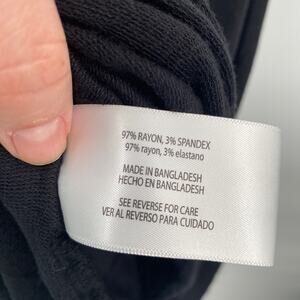 97% RAYON, 3% SPANDEX
97% rayon, 3% elastano
MADE IN BANGLADESH
HECHO EN BANGLADESH
SEE REVERSE FOR CARE
VER AL REVERSO PARA CUIDADO